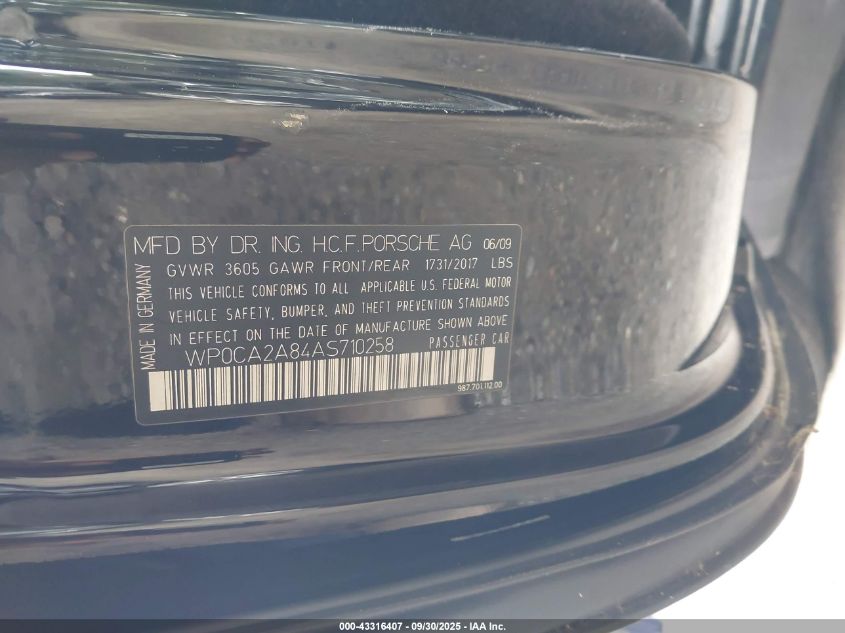 MFD BY DR. ING. H.C.F.PORSCHE AG 06/09
GVWR 3605 GAWR FRONT/REAR 1731/2017 LBS
THIS VEHICLE CONFORMS TO ALL APPLICABLE U.S. FEDERAL MOTOR
VEHICLE SAFETY, BUMPER, AND THEFT PREVENTION STANDARDS
IN EFFECT ON THE DATE OF MANUFACTURE SHOWN ABOVE
WP0CA2A84AS710258 PASSENGER CAR
987.701.112.00
MADE IN GERMANY
000-43316407 - 09/30/2025 - IAA Inc.